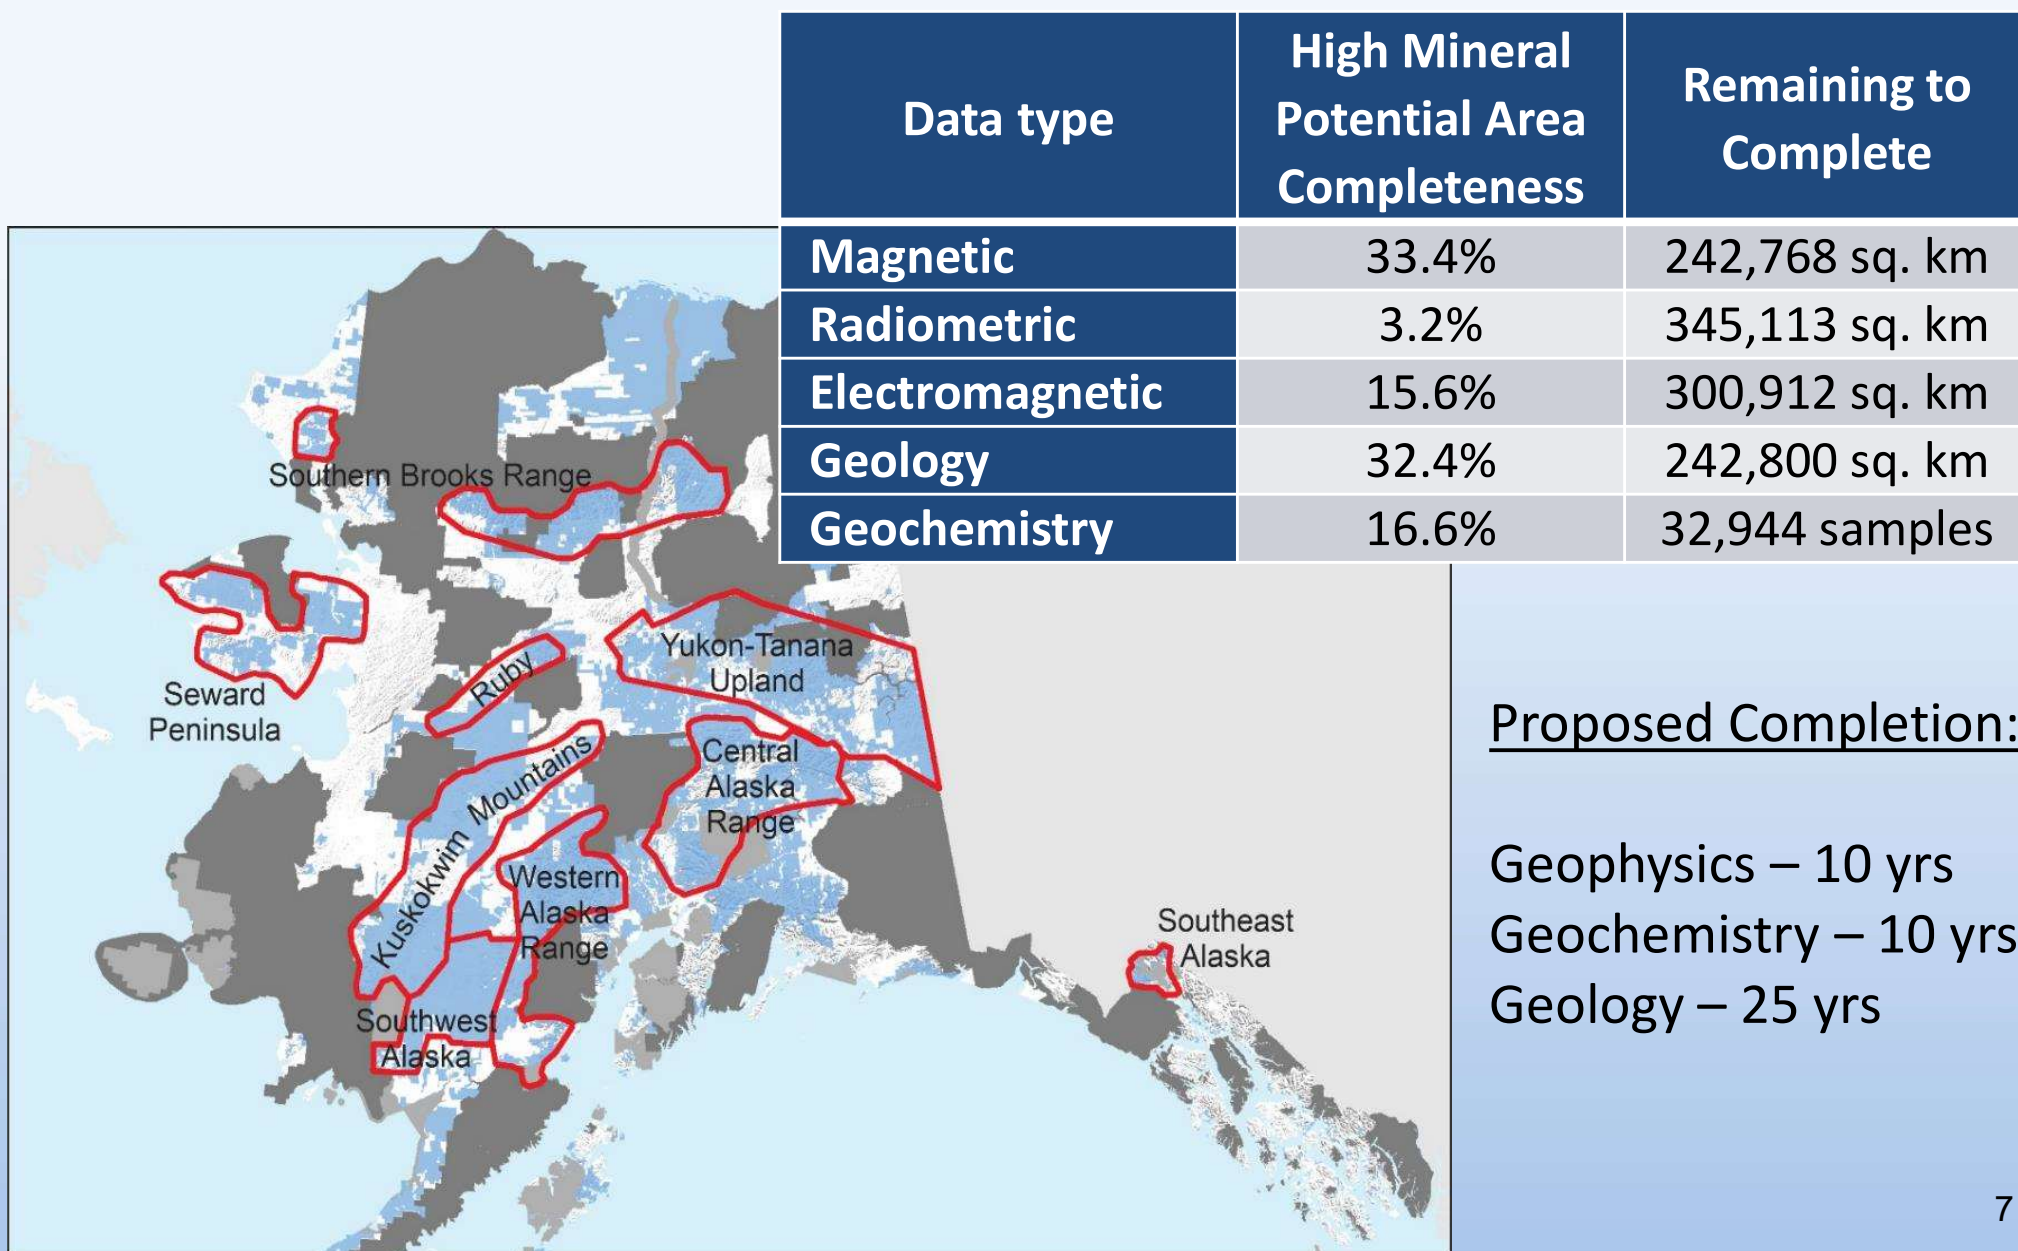 Data type
High Mineral
Potential Area
Completeness
Remaining to
Complete
Magnetic 33.4% 242,768 sq. km
Radiometric 3.2% 345,113 sq. km
Electromagnetic 15.6% 300,912 sq. km
Geology 32.4% 242,800 sq. km
Geochemistry 16.6% 32,944 samples
Southern Brooks Range
Seward
Peninsula
Ruby
Yukon-Tanana
Upland
Kuskokwim Mountains
Central
Alaska
Range
Western
Alaska
Range
Southwest
Alaska
Southeast
Alaska
Proposed Completion:
Geophysics – 10 yrs
Geochemistry – 10 yrs
Geology – 25 yrs
7